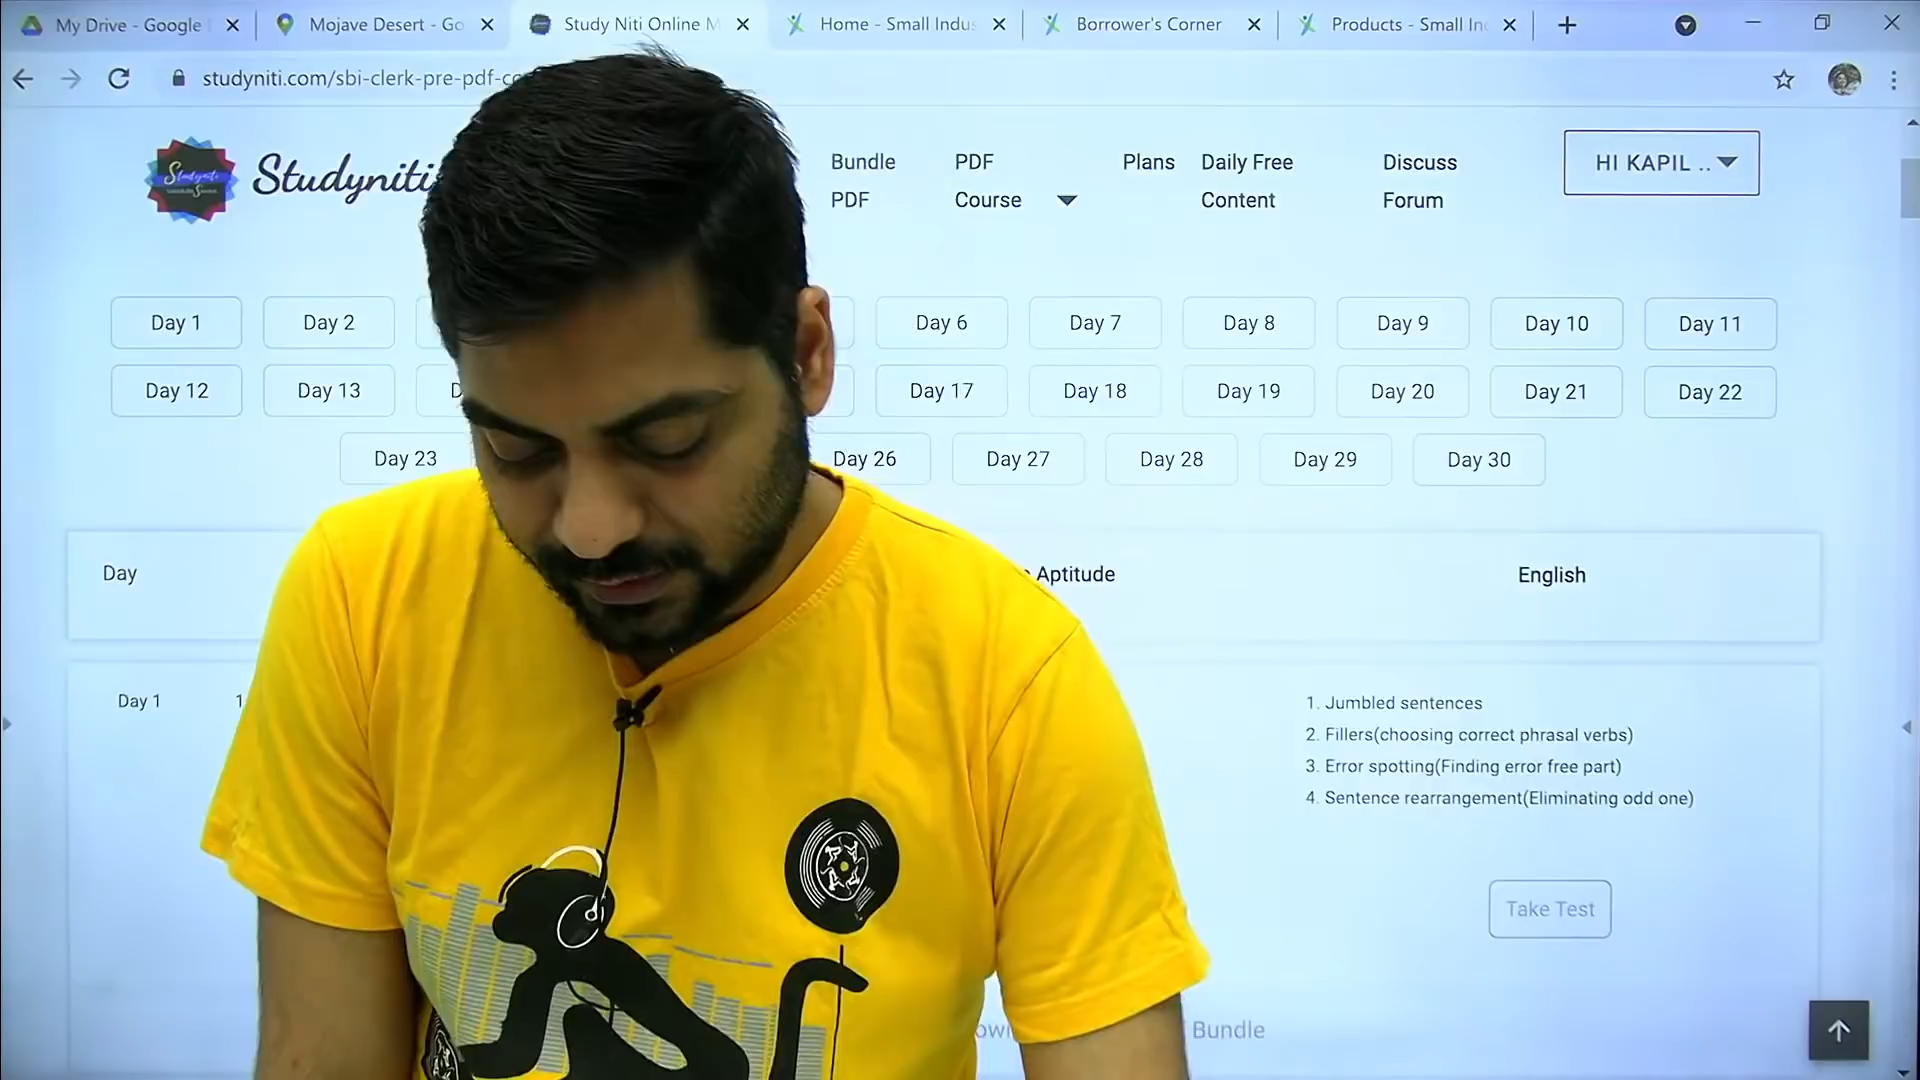 My Drive - Google
Mojave Desert - Go
Study Niti Online M
Home - Small Indus
Borrower's Corner
Products - Small In
studyniti.com/sbi-clerk-pre-pdf-co
Studyniti
Studyniti
Bundle PDF
PDF Course
Plans
Daily Free Content
Discuss Forum
HI KAPIL ..
Day 1 Day 2 Day 6 Day 7 Day 8 Day 9 Day 10 Day 11
Day 12 Day 13 D Day 17 Day 18 Day 19 Day 20 Day 21 Day 22
Day 23 Day 26 Day 27 Day 28 Day 29 Day 30
Day Aptitude English
Day 1 1
1. Jumbled sentences
2. Fillers(choosing correct phrasal verbs)
3. Error spotting(Finding error free part)
4. Sentence rearrangement(Eliminating odd one)
Take Test
Bundle